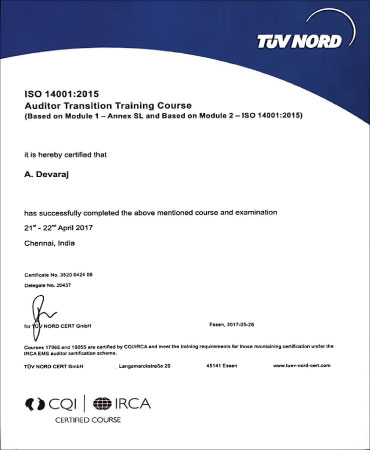 TÜV NORD
ISO 14001:2015
Auditor Transition Training Course
(Based on Module 1 – Annex SL and Based on Module 2 – ISO 14001:2015)
it is hereby certified that
A. Devaraj
has successfully completed the above mentioned course and examination
21st - 22nd April 2017
Chennai, India
Certificate No. 3520 0424 06
Delegate No. 20437
for TÜV NORD CERT GmbH
Essen, 2017-05-26
Courses 17965 and 18055 are certified by CQI/IRCA and meet the training requirements for those maintaining certification under the
IRCA EMS auditor certification scheme.
TÜV NORD CERT GmbH Langemarckstraße 20 45141 Essen www.tuev-nord-cert.com
CQI IRCA
CERTIFIED COURSE